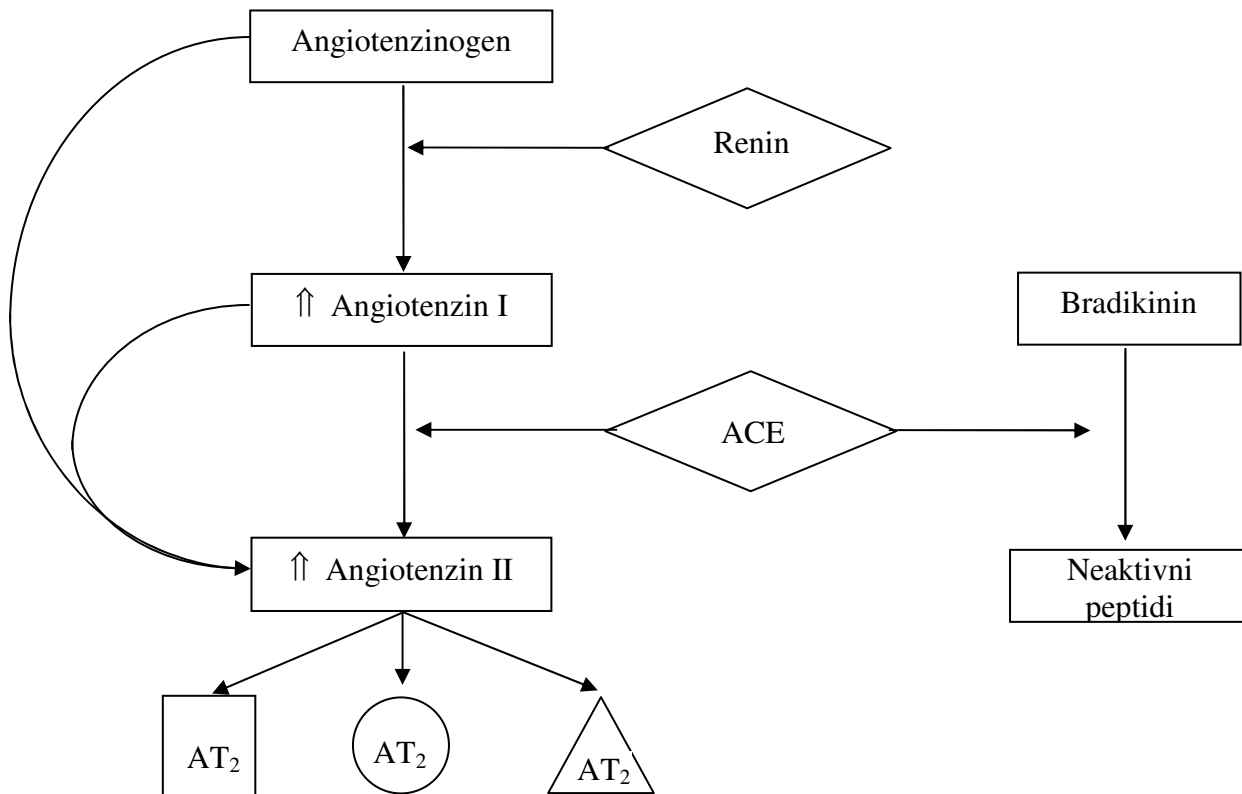 Angiotenzinogen
Renin
⇑ Angiotenzin I
Bradikinin
ACE
⇑ Angiotenzin II
Neaktivni
peptidi
AT₂
AT₂
AT₂